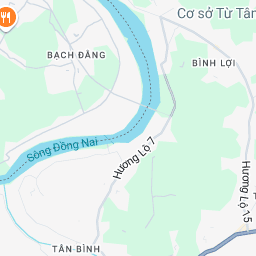 Cơ sở Từ Tân
BẠCH ĐẰNG
BÌNH LỢI
Sông Đồng Nai
Hương Lộ 7
Hương Lộ 15
TÂN BÌNH